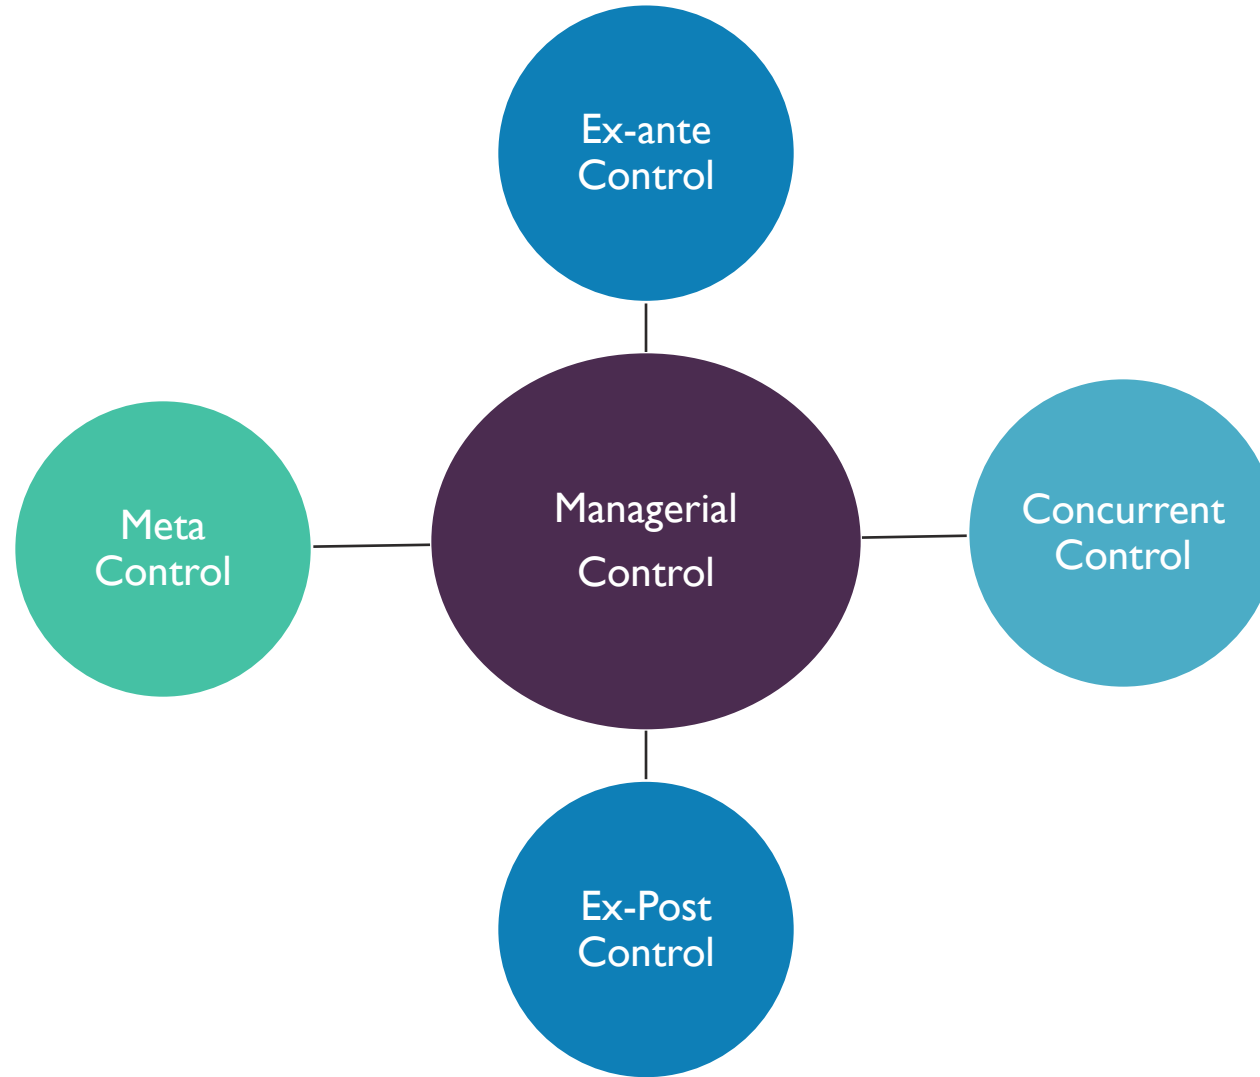 Ex-ante
Control
Managerial
Control
Meta
Control
Concurrent
Control
Ex-Post
Control